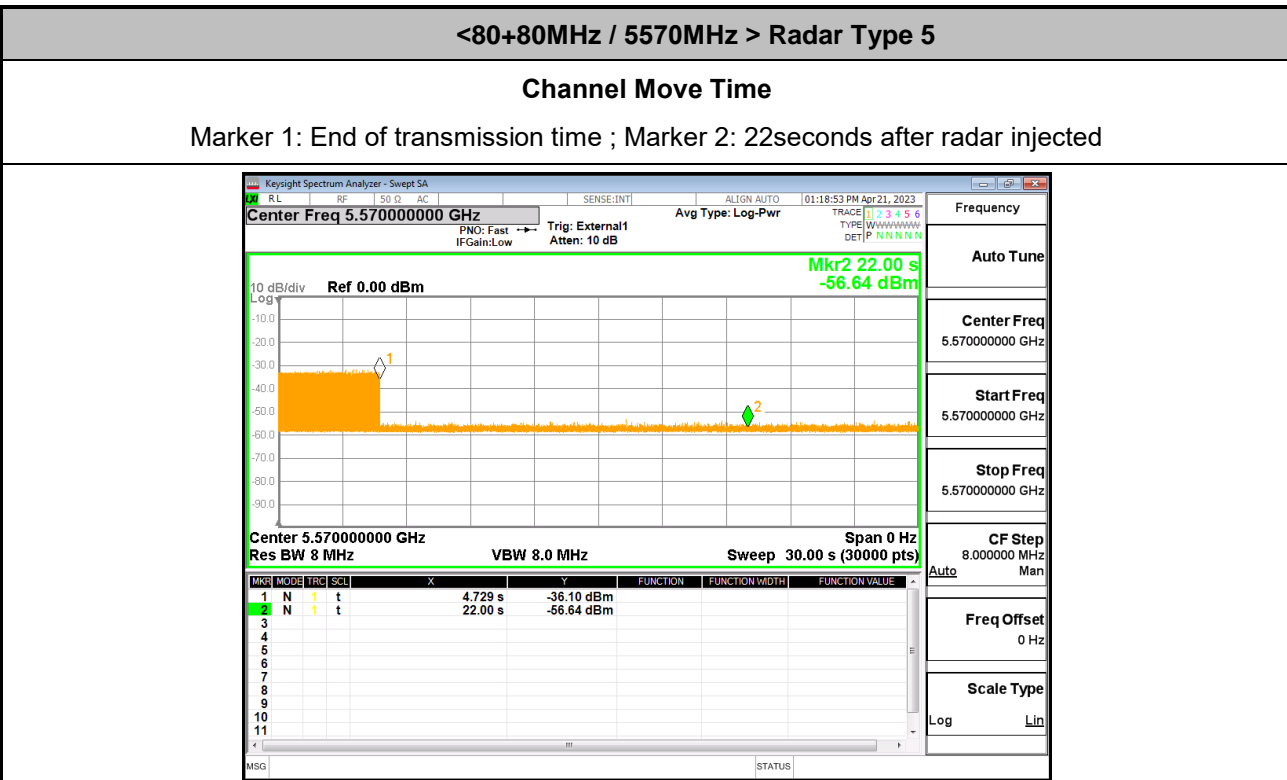 <80+80MHz / 5570MHz > Radar Type 5
Channel Move Time
Marker 1: End of transmission time ; Marker 2: 22seconds after radar injected
Keysight Spectrum Analyzer - Swept SA
LXI RL RF 50 Ω AC SENSE:INT ALIGN AUTO 01:18:53 PM Apr 21, 2023
Center Freq 5.570000000 GHz
PNO: Fast
IFGain:Low
Trig: External1
Atten: 10 dB
Avg Type: Log-Pwr
TRACE 1 2 3 4 5 6
TYPE WWWWWW
DET P N N N N N
Mkr2 22.00 s
-56.64 dBm
10 dB/div Ref 0.00 dBm
Log
-10.0
-20.0
-30.0
-40.0
-50.0
-60.0
-70.0
-80.0
-90.0
1
2
Center 5.570000000 GHz Span 0 Hz
Res BW 8 MHz VBW 8.0 MHz Sweep 30.00 s (30000 pts)
MKR MODE TRC SCL X Y FUNCTION FUNCTION WIDTH FUNCTION VALUE
1 N 1 t 4.729 s -36.10 dBm
2 N 1 t 22.00 s -56.64 dBm
3
4
5
6
7
8
9
10
11
MSG STATUS
Frequency
Auto Tune
Center Freq
5.570000000 GHz
Start Freq
5.570000000 GHz
Stop Freq
5.570000000 GHz
CF Step
8.000000 MHz
Auto Man
Freq Offset
0 Hz
Scale Type
Log Lin